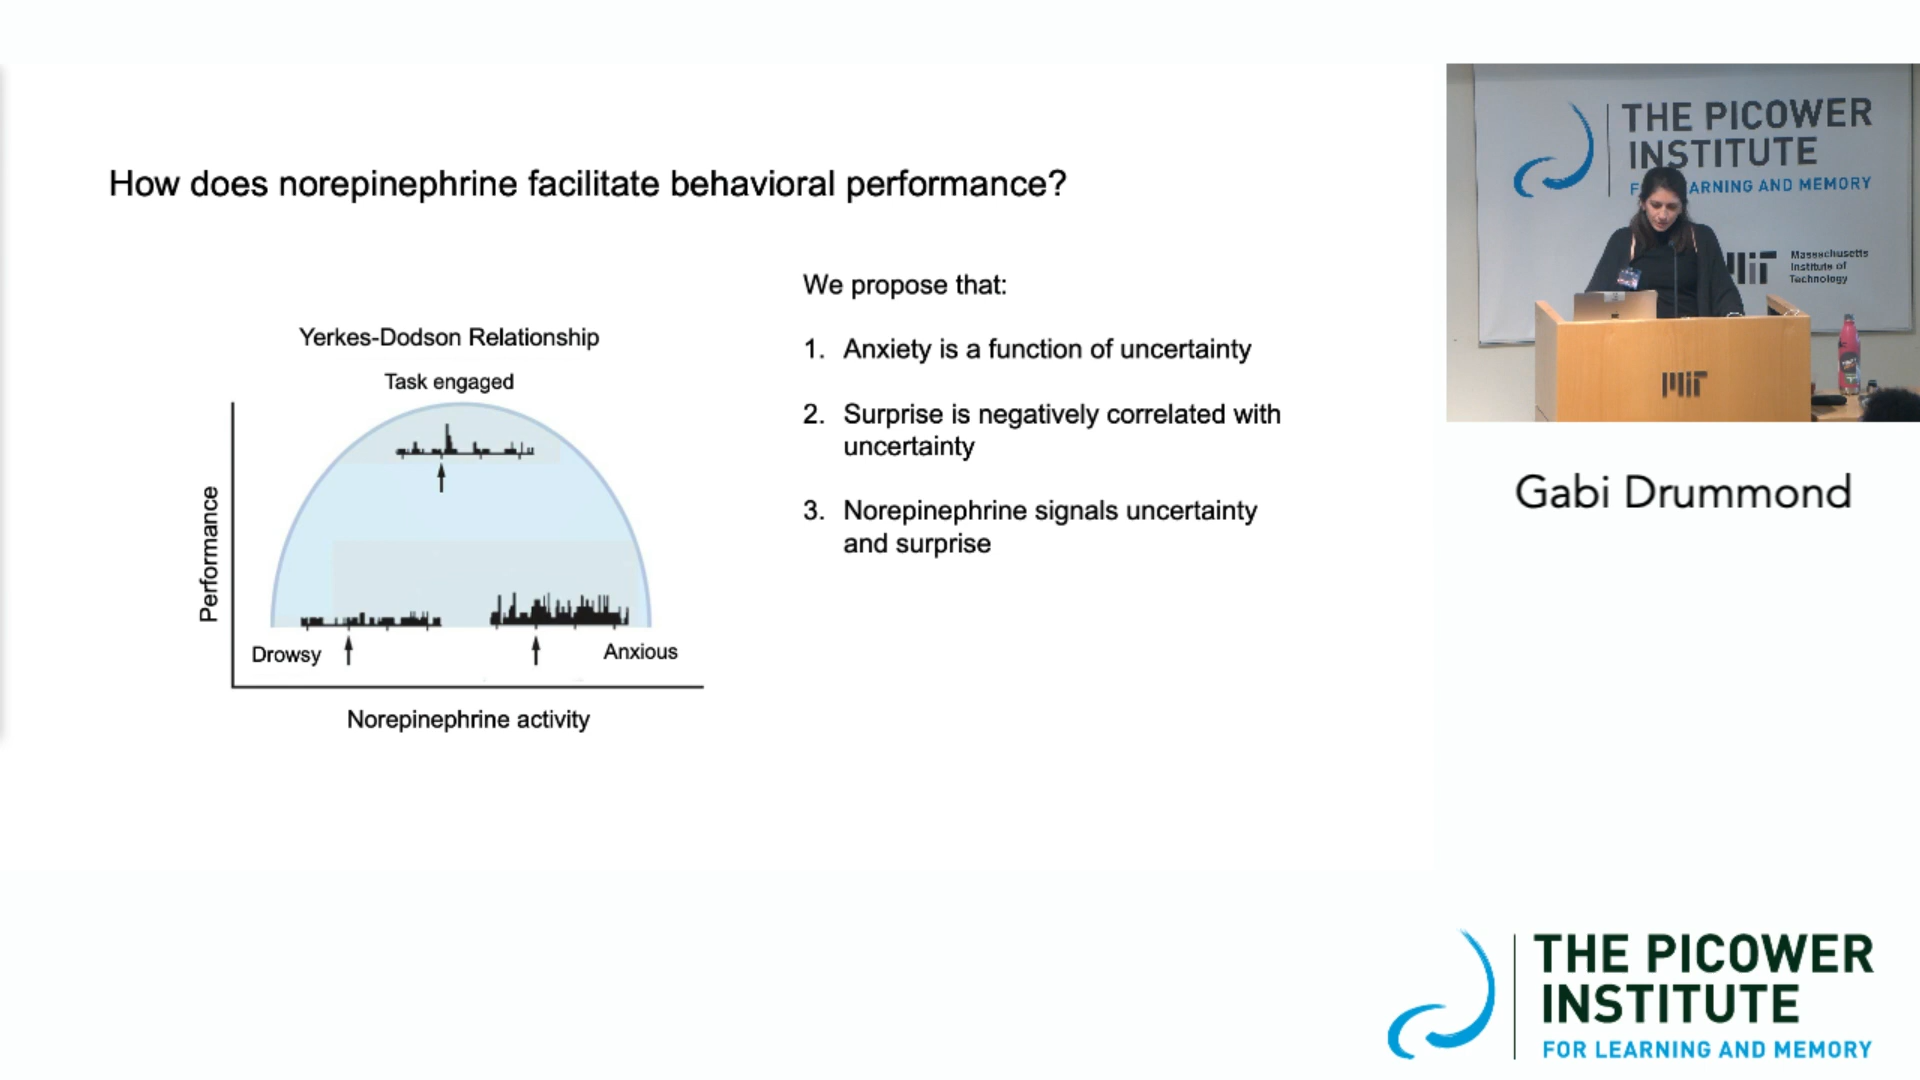 How does norepinephrine facilitate behavioral performance?
Yerkes-Dodson Relationship
Task engaged
Performance
Drowsy
Anxious
Norepinephrine activity
We propose that:
1. Anxiety is a function of uncertainty
2. Surprise is negatively correlated with
uncertainty
3. Norepinephrine signals uncertainty
and surprise
THE PICOWER
INSTITUTE
ARNING AND MEMORY
Massachusetts
Institute of
Technology
MIT
Gabi Drummond
THE PICOWER
INSTITUTE
FOR LEARNING AND MEMORY